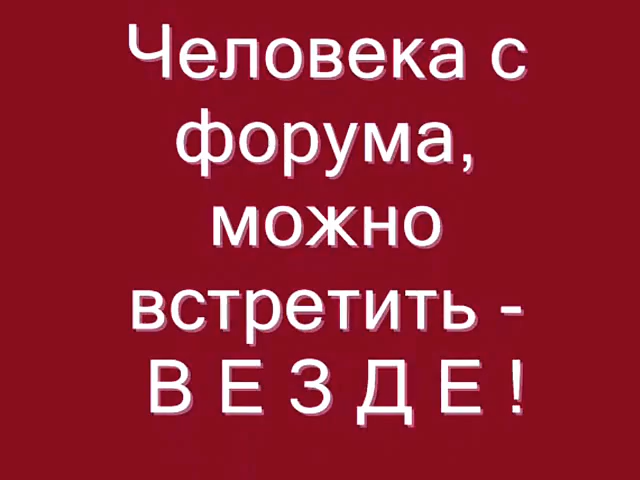 Человека с
форума,
можно
встретить -
В Е З Д Е !